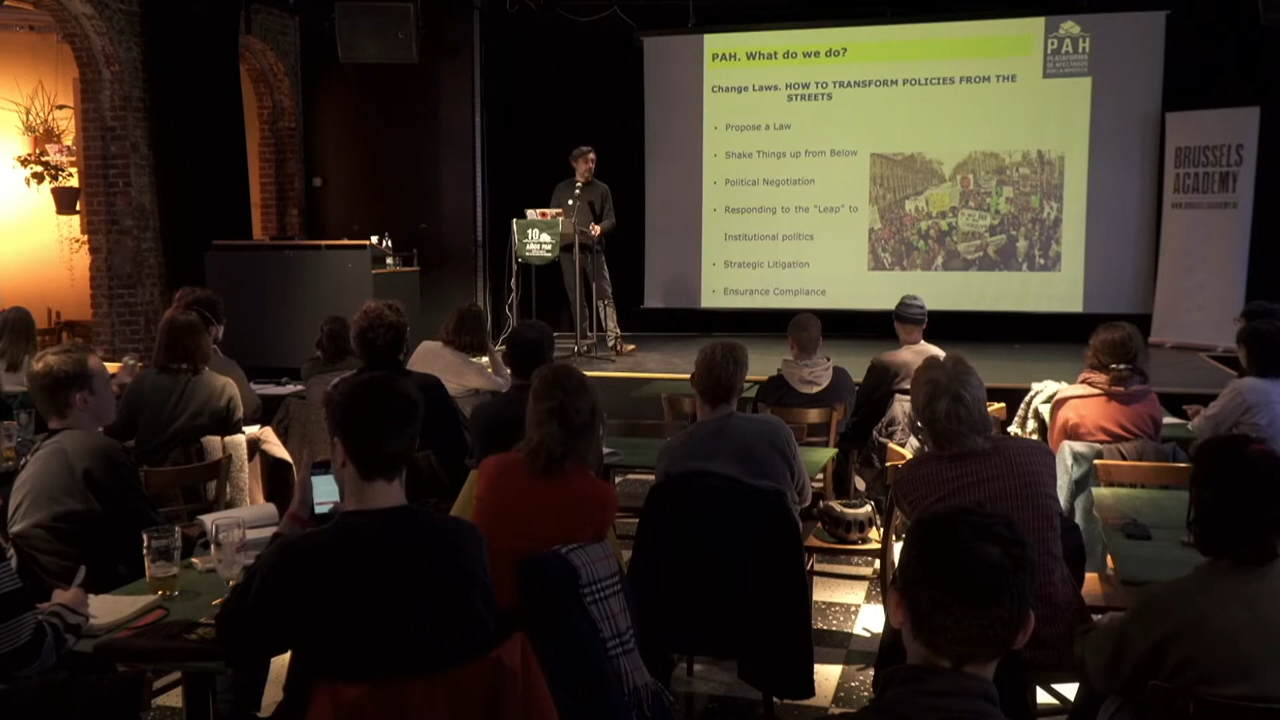 PAH. What do we do?
PAH
PLATAFORMA
DE AFECTADOS
POR LA HIPOTECA
Change Laws. HOW TO TRANSFORM POLICIES FROM THE
STREETS
• Propose a Law
• Shake Things up from Below
• Political Negotiation
• Responding to the "Leap" to
Institutional politics
• Strategic Litigation
• Ensurance Compliance
BRUSSELS
ACADEMY
10
AÑOS PAH